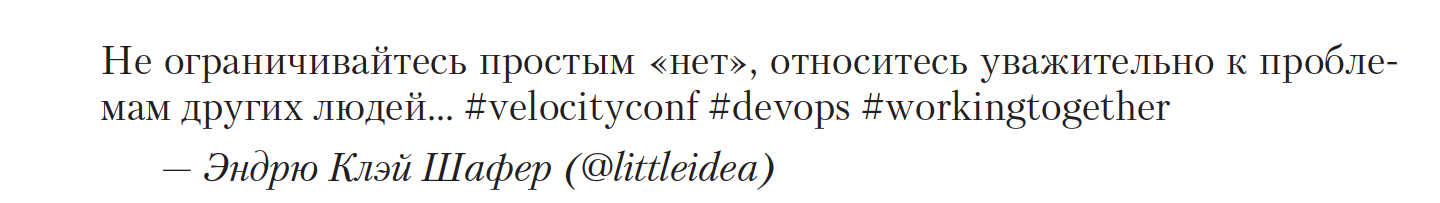 Не ограничивайтесь простым «нет», относитесь уважительно к пробле-
мам других людей... #velocityconf #devops #workingtogether
— Эндрю Клэй Шафер (@littleidea)